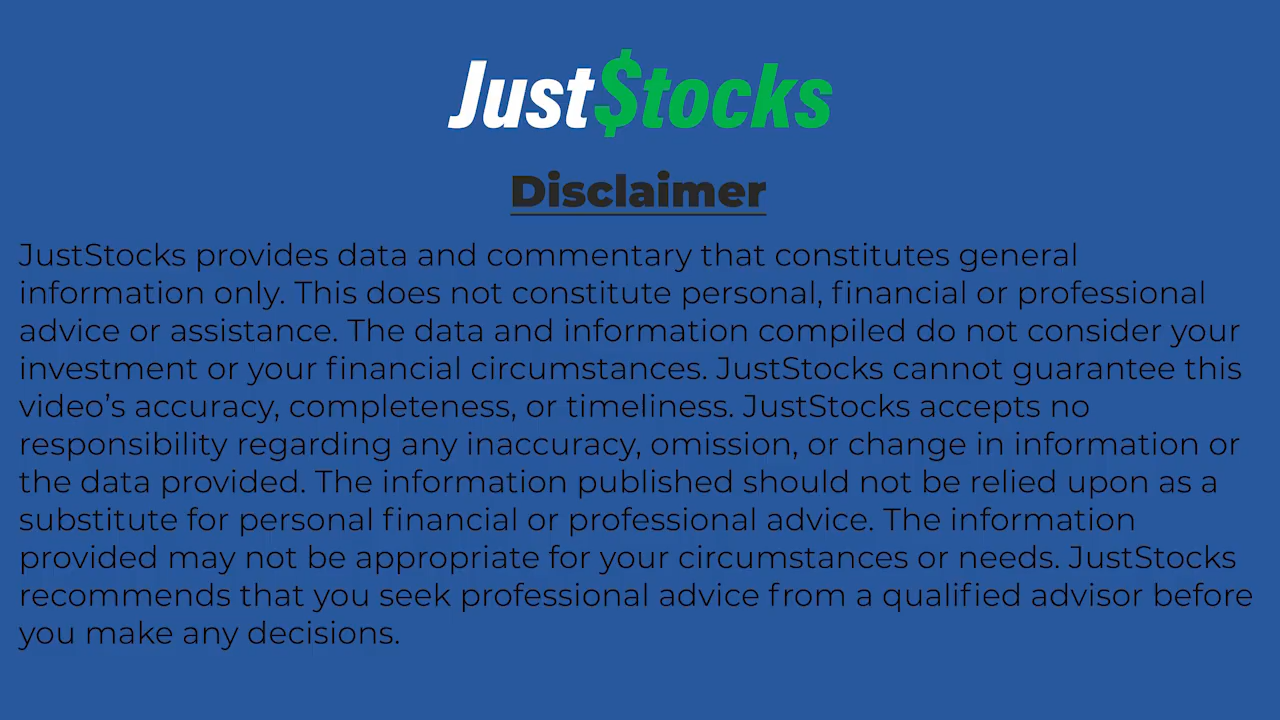 Just$tocks
Disclaimer
JustStocks provides data and commentary that constitutes general
information only. This does not constitute personal, financial or professional
advice or assistance. The data and information compiled do not consider your
investment or your financial circumstances. JustStocks cannot guarantee this
video’s accuracy, completeness, or timeliness. JustStocks accepts no
responsibility regarding any inaccuracy, omission, or change in information or
the data provided. The information published should not be relied upon as a
substitute for personal financial or professional advice. The information
provided may not be appropriate for your circumstances or needs. JustStocks
recommends that you seek professional advice from a qualified advisor before
you make any decisions.